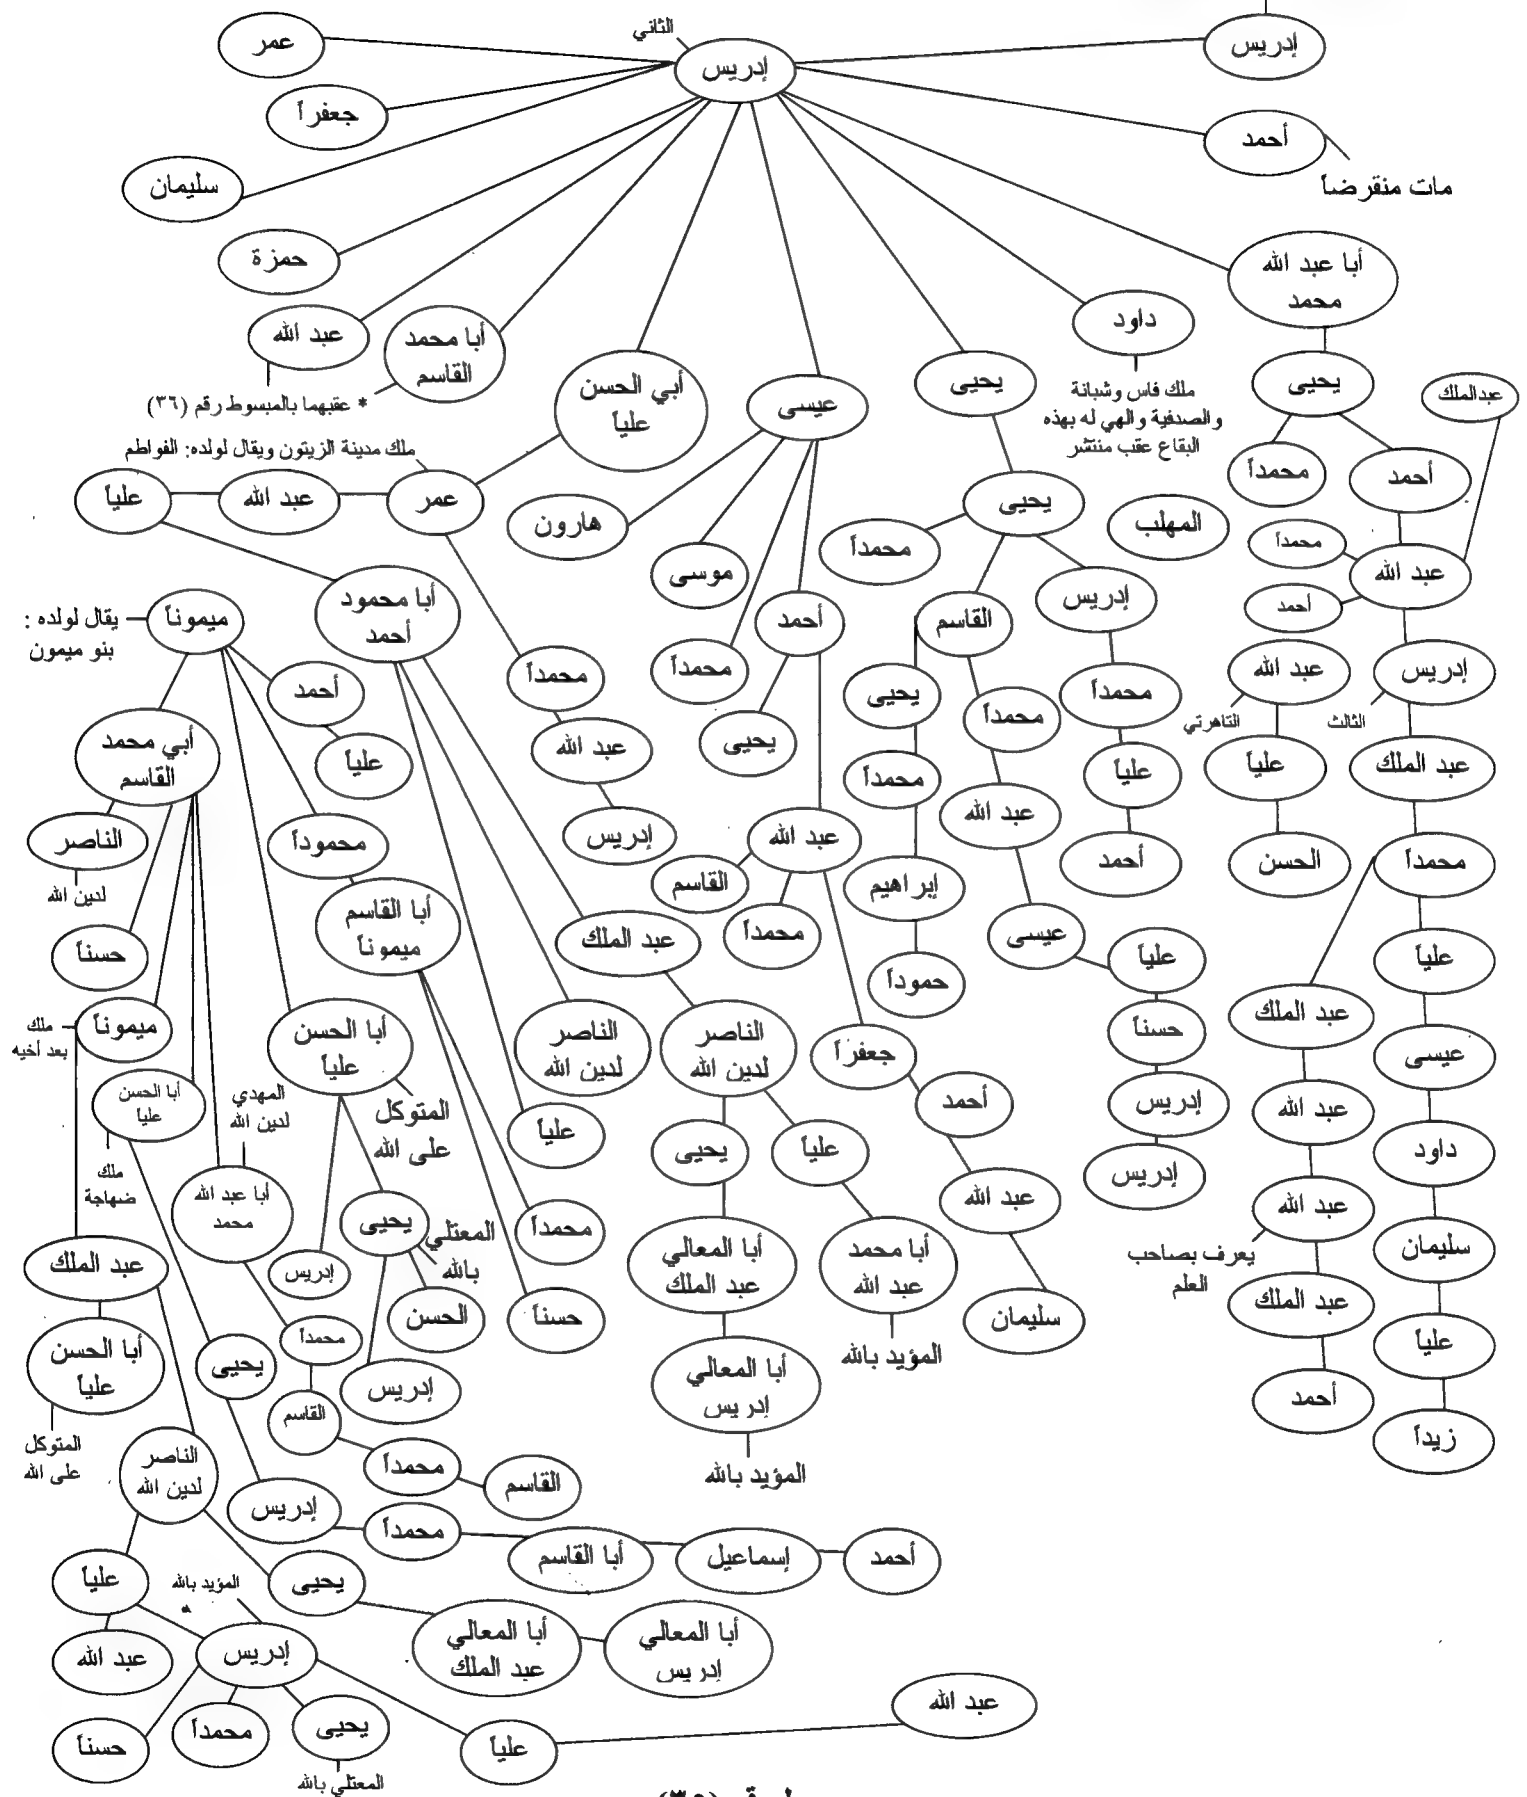 الثاني
إدريس
إدريس
عمر
جعفراً
أحمد
مات منقرضاً
سليمان
حمزة
أبا عبد الله
محمد
داود
عبد الله
أبا محمد
القاسم
* عقبهما بالمبسوط رقم (٣٦)
أبي الحسن
علياً
عيسى
يحيى
ملك فاس وشبانة
والصدفية والهي له بهذه
البقاع عقب منتشر
يحيى
عبدالملك
ملك مدينة الزيتون ويقال لولده: الفواطم
محمداً
أحمد
علياً
عبد الله
عمر
هارون
يحيى
المهلب
محمداً
محمداً
موسى
عبد الله
أحمد
إدريس
ميموناً
يقال لولده :
بنو ميمون
أبا محمود
أحمد
أحمد
القاسم
أحمد
محمداً
محمداً
يحيى
محمداً
محمداً
عبد الله
التاهرتي
إدريس
الثالث
أبي محمد
القاسم
علياً
عبد الله
يحيى
محمداً
علياً
علياً
عبد الملك
الناصر
لدين الله
محموداً
إدريس
عبد الله
عبد الله
أحمد
الحسن
محمداً
القاسم
إبراهيم
أبا القاسم
ميموناً
عبد الملك
محمداً
عيسى
حسناً
حموداً
علياً
علياً
ميموناً
ملك
بعد أخيه
أبا الحسن
علياً
المتوكل
على الله
الناصر
لدين الله
الناصر
لدين الله
جعفراً
حسناً
عبد الملك
عيسى
أبا الحسن
علياً
ملك
ضهاجة
المهدي
لدين الله
علياً
أحمد
إدريس
عبد الله
يحيى
علياً
إدريس
داود
أبا عبد الله
محمد
يحيى
المعتلي
بالله
محمداً
عبد الله
عبد الله
يعرف بصاحب
العلم
عبد الملك
إدريس
الحسن
حسناً
أبا المعالي
عبد الملك
أبا محمد
عبد الله
المؤيد بالله
سليمان
عبد الملك
سليمان
أبا الحسن
علياً
المتوكل
على الله
يحيى
محمداً
إدريس
أبا المعالي
إدريس
المؤيد بالله
أحمد
علياً
القاسم
زيداً
الناصر
لدين الله
محمداً
القاسم
إدريس
محمداً
أبا القاسم
إسماعيل
أحمد
علياً
المؤيد بالله
يحيى
عبد الله
إدريس
أبا المعالي
عبد الملك
أبا المعالي
إدريس
حسناً
محمداً
يحيى
المعتلي بالله
علياً
عبد الله